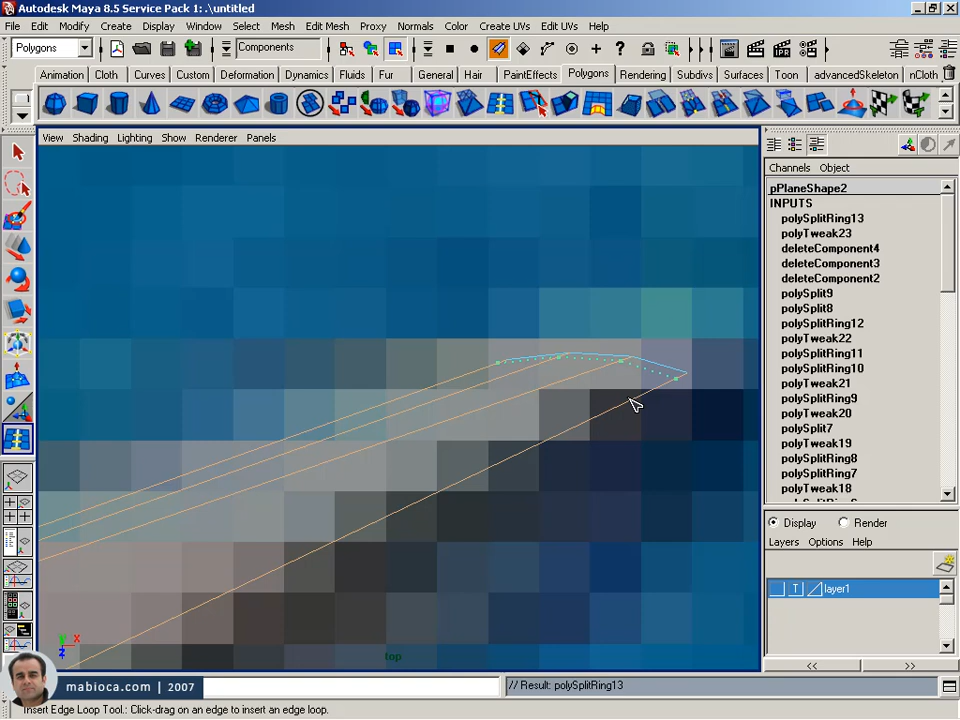 Autodesk Maya 8.5 Service Pack 1: .\untitled
File Edit Modify Create Display Window Select Mesh Edit Mesh Proxy Normals Color Create UVs Edit UVs Help
Polygons Components
Animation Cloth Curves Custom Deformation Dynamics Fluids Fur General Hair PaintEffects Polygons Rendering Subdivs Surfaces Toon advancedSkeleton nCloth
View Shading Lighting Show Renderer Panels
Channels Object
pPlaneShape2
INPUTS
polySplitRing13
polyTweak23
deleteComponent4
deleteComponent3
deleteComponent2
polySplit9
polySplit8
polySplitRing12
polyTweak22
polySplitRing11
polySplitRing10
polyTweak21
polySplitRing9
polyTweak20
polySplit7
polyTweak19
polySplitRing8
polySplitRing7
polyTweak18
Display Render
Layers Options Help
T layer1
<< >>
y x
z
top
mabioca.com | 2007
// Result: polySplitRing13
Insert Edge Loop Tool: Click-drag on an edge to insert an edge loop.